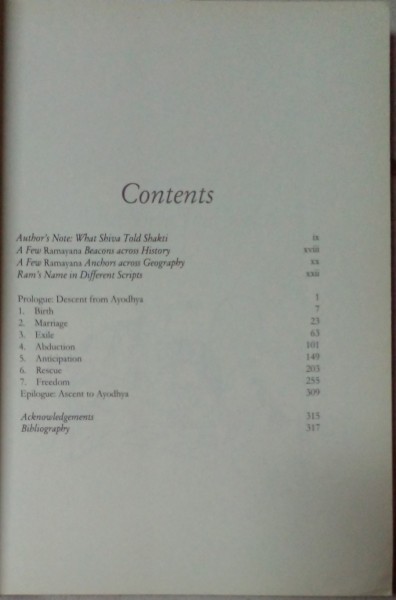 Contents
Author's Note: What Shiva Told Shakti ix
A Few Ramayana Beacons across History xviii
A Few Ramayana Anchors across Geography xx
Ram's Name in Different Scripts xxii
Prologue: Descent from Ayodhya 1
1. Birth 7
2. Marriage 23
3. Exile 63
4. Abduction 101
5. Anticipation 149
6. Rescue 203
7. Freedom 255
Epilogue: Ascent to Ayodhya 309
Acknowledgements 315
Bibliography 317